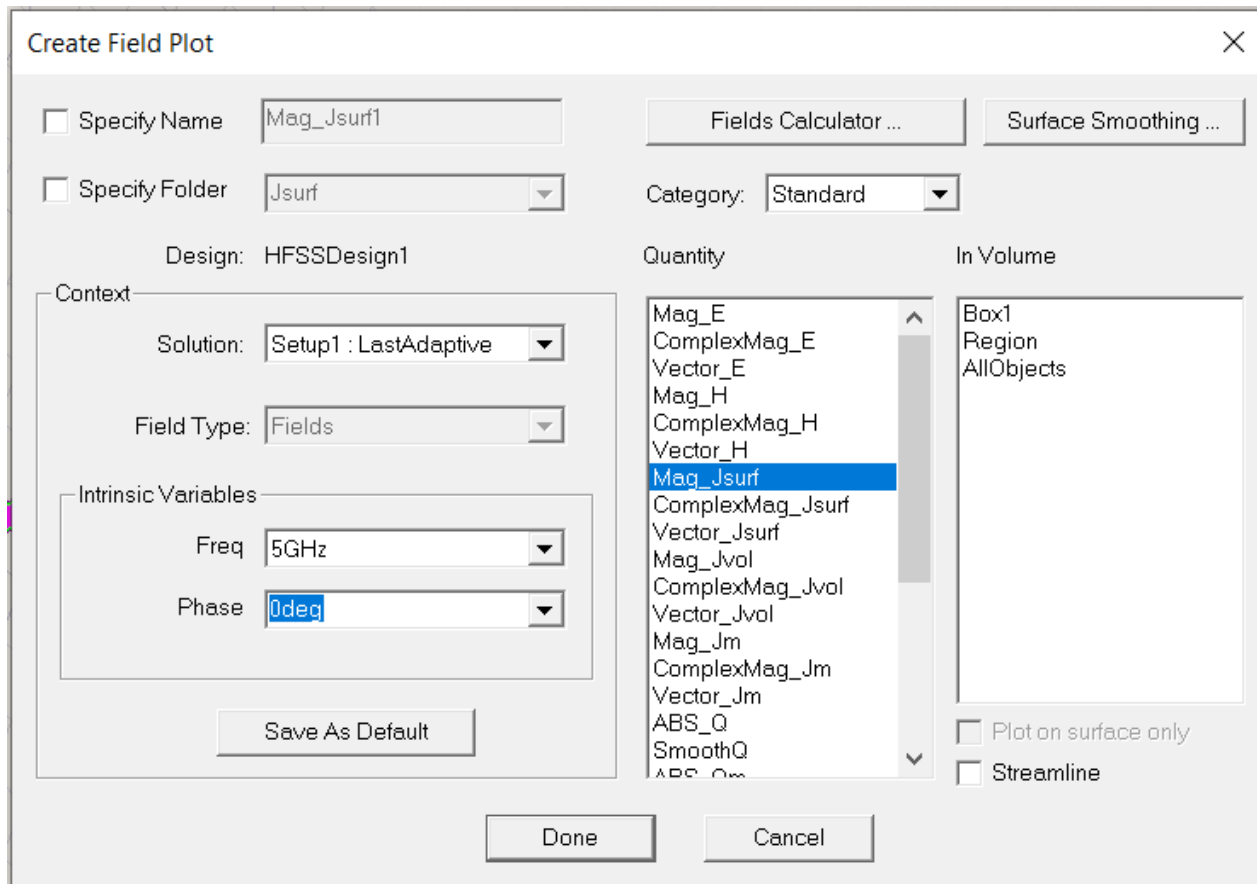 Create Field Plot
Specify Name
Mag_Jsurf1
Fields Calculator ...
Surface Smoothing ...
Specify Folder
Jsurf
Category:
Standard
Design:
HFSSDesign1
Quantity
In Volume
Context
Solution:
Setup1 : LastAdaptive
Field Type:
Fields
Intrinsic Variables
Freq
5GHz
Phase
0deg
Save As Default
Mag_E
ComplexMag_E
Vector_E
Mag_H
ComplexMag_H
Vector_H
Mag_Jsurf
ComplexMag_Jsurf
Vector_Jsurf
Mag_Jvol
ComplexMag_Jvol
Vector_Jvol
Mag_Jm
ComplexMag_Jm
Vector_Jm
ABS_Q
SmoothQ
ABS_Qm
Box1
Region
AllObjects
Plot on surface only
Streamline
Done
Cancel